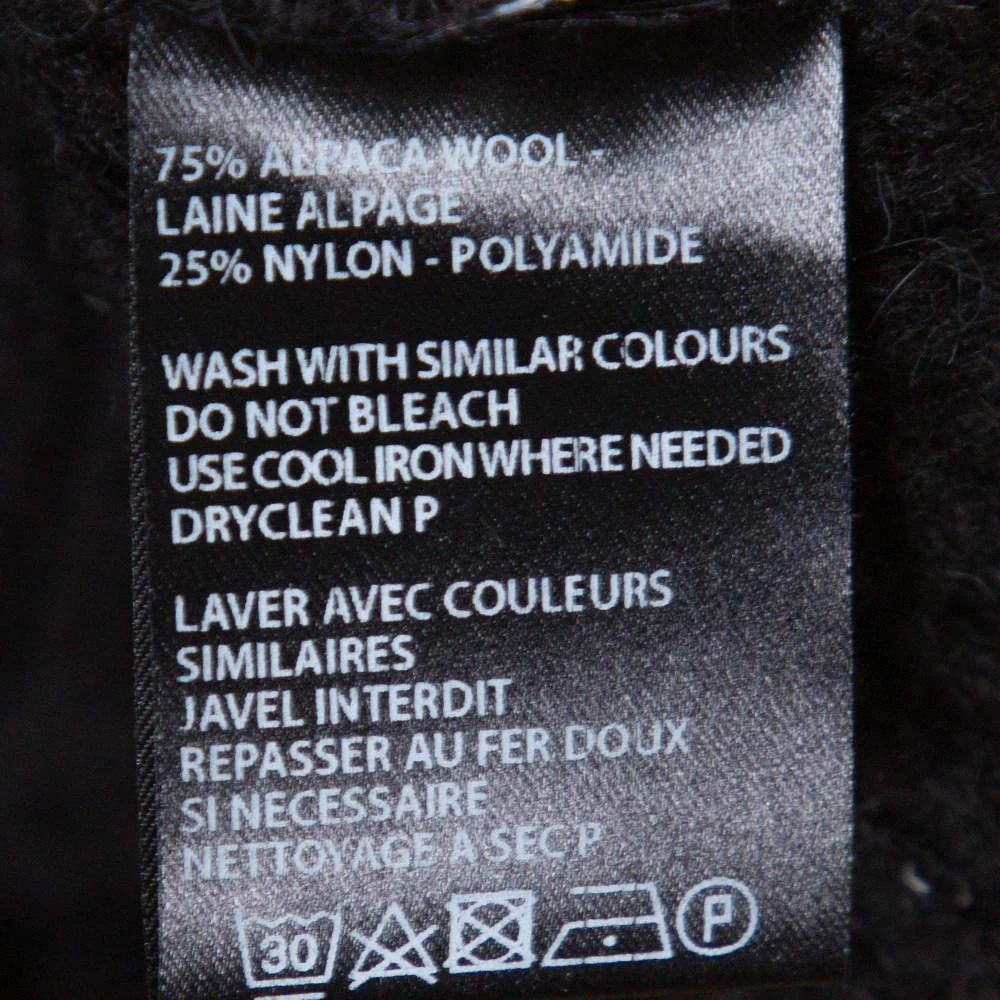 75% ALPACA WOOL -
LAINE ALPAGE
25% NYLON - POLYAMIDE
WASH WITH SIMILAR COLOURS
DO NOT BLEACH
USE COOL IRON WHERE NEEDED
DRYCLEAN P
LAVER AVEC COULEURS
SIMILAIRES
JAVEL INTERDIT
REPASSER AU FER DOUX
SI NECESSAIRE
NETTOYAGE A SEC P
30 P